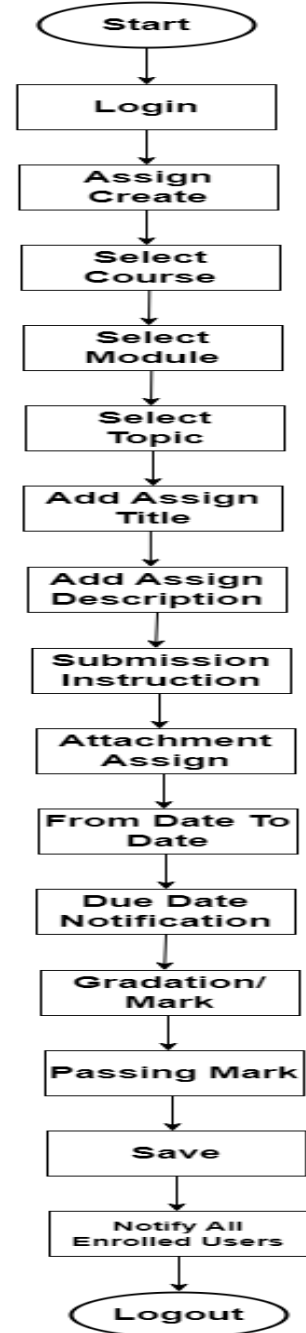 Start
Login
Assign
Create
Select
Course
Select
Module
Select
Topic
Add Assign
Title
Add Assign
Description
Submission
Instruction
Attachment
Assign
From Date To
Date
Due Date
Notification
Gradation/
Mark
Passing Mark
Save
Notify All
Enrolled Users
Logout